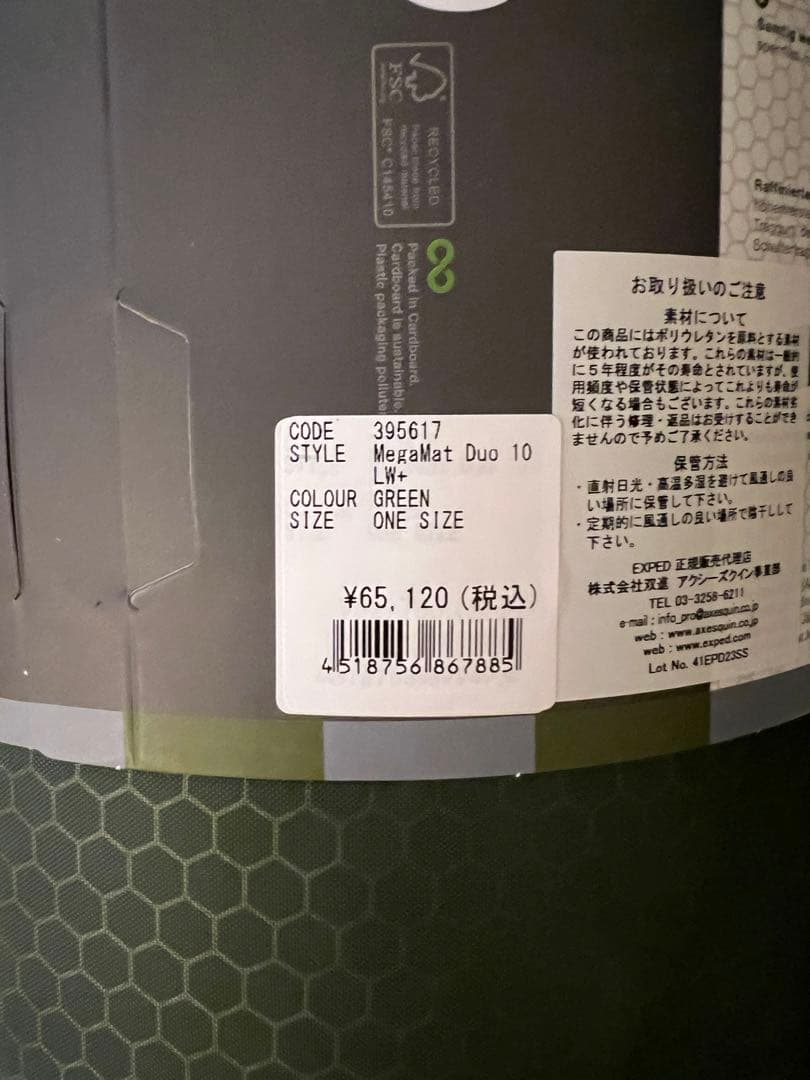 FSC
RECYCLED
Paper made from
recycled material
FSC® C145410
Packed in Cardboard.
Cardboard is sustainable.
Plastic packaging pollutes
CODE 395617
STYLE MegaMat Duo 10
LW+
COLOUR GREEN
SIZE ONE SIZE
¥65,120(税込)
4518756867885
お取り扱いのご注意
素材について
この商品にはポリウレタンを原料とする素材
が使われております。これらの素材は一般的
に5年程度がその寿命とされていますが、使
用頻度や保管状態によってこれよりも寿命が
短くなる場合もございます。これらの素材劣
化に伴う修理・返品はお受けすることができ
ませんので予めご了承ください。
保管方法
・直射日光・高温多湿を避けて風通しの良
い場所に保管して下さい。
・定期的に風通しの良い場所で陰干しして
下さい。
EXPED 正規販売代理店
株式会社双進 アクシーズクイン事業部
TEL 03-3258-6211
e-mail : info_pro@axesquin.co.jp
web : www.axesquin.co.jp
web : www.exped.com
Lot No. 41EPD23SS